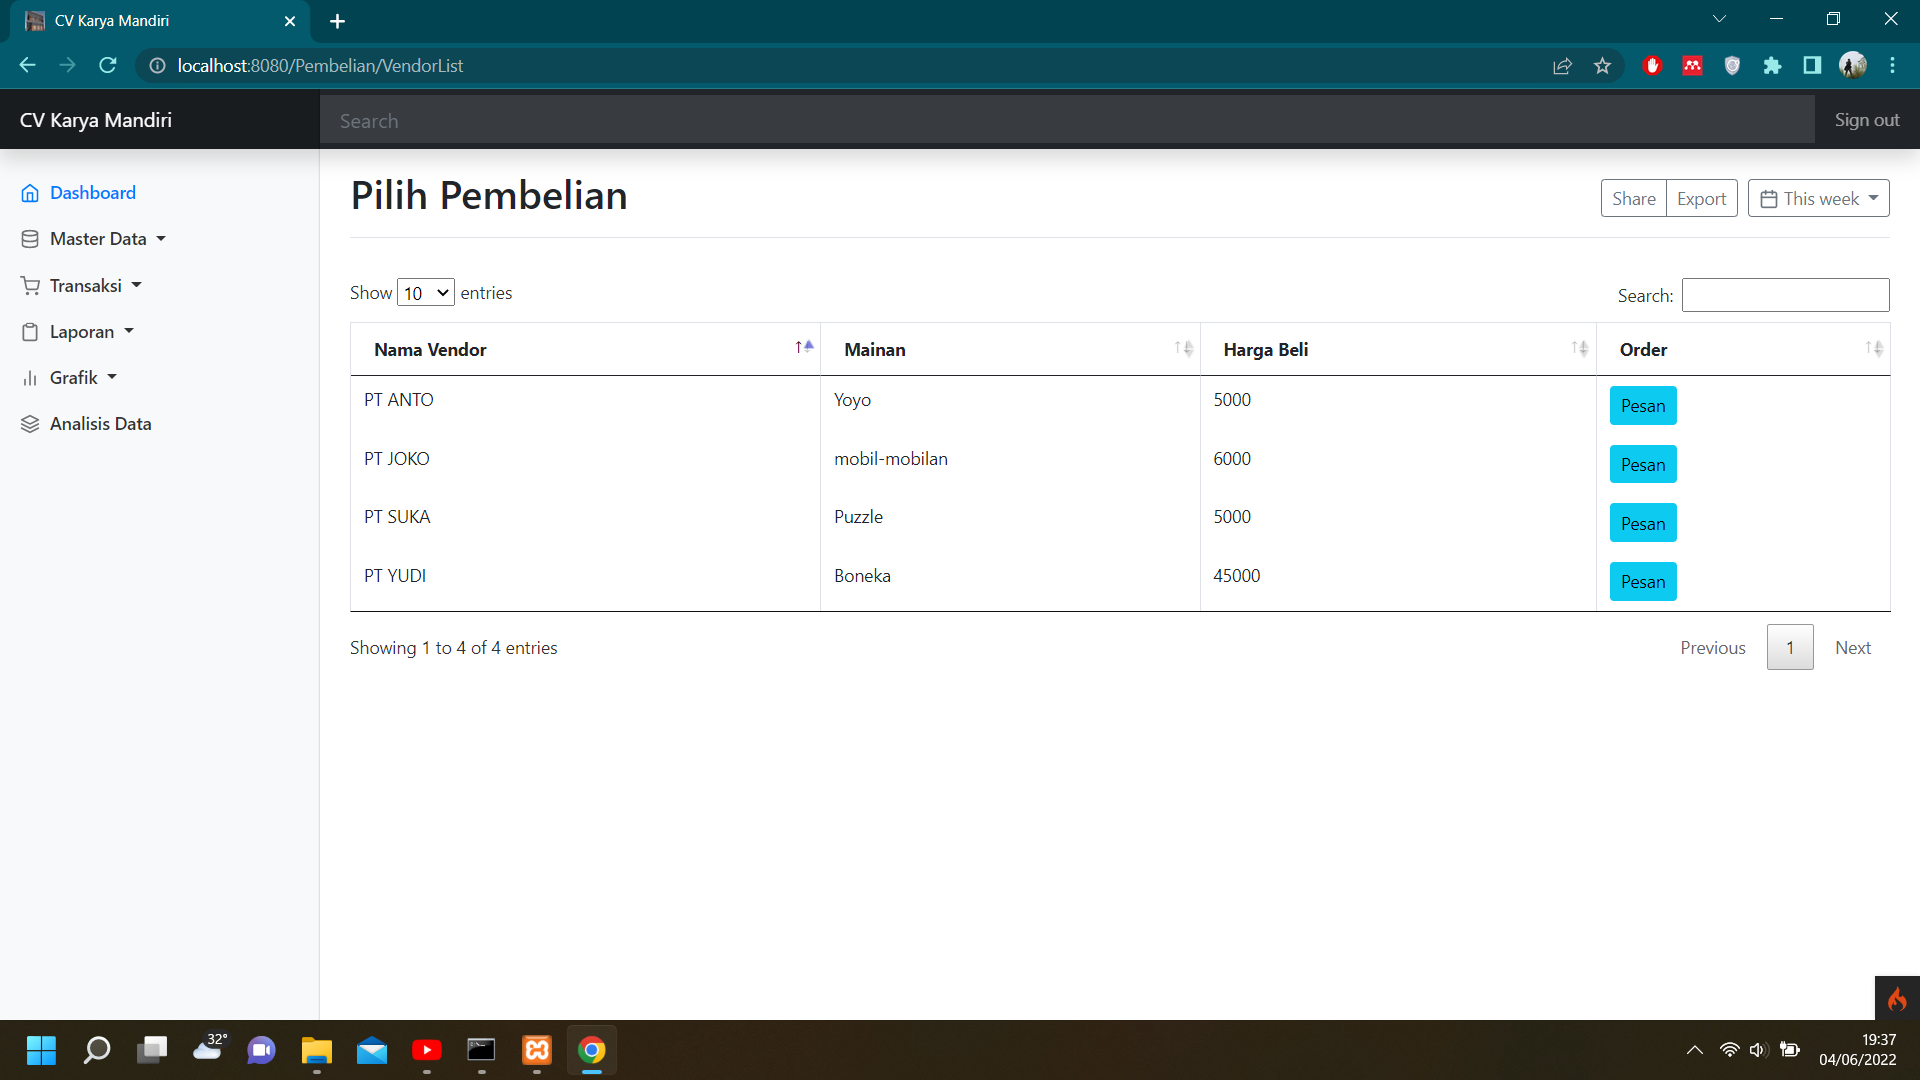 CV Karya Mandiri
localhost:8080/Pembelian/VendorList
CV Karya Mandiri
Search
Sign out
Dashboard
Master Data
Transaksi
Laporan
Grafik
Analisis Data
Pilih Pembelian
Share
Export
This week
Show 10 entries
Search:
Nama Vendor Mainan Harga Beli Order
PT ANTO Yoyo 5000 Pesan
PT JOKO mobil-mobilan 6000 Pesan
PT SUKA Puzzle 5000 Pesan
PT YUDI Boneka 45000 Pesan
Showing 1 to 4 of 4 entries
Previous 1 Next
32°
19:37
04/06/2022